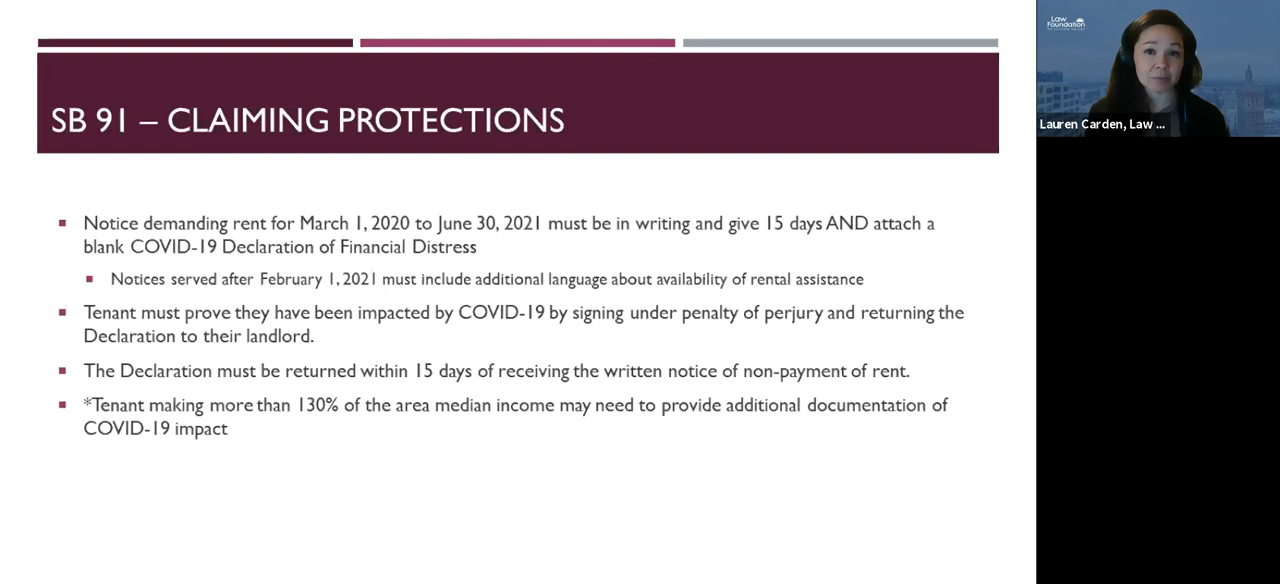 SB 91 – CLAIMING PROTECTIONS
Notice demanding rent for March 1, 2020 to June 30, 2021 must be in writing and give 15 days AND attach a
blank COVID-19 Declaration of Financial Distress
Notices served after February 1, 2021 must include additional language about availability of rental assistance
Tenant must prove they have been impacted by COVID-19 by signing under penalty of perjury and returning the
Declaration to their landlord.
The Declaration must be returned within 15 days of receiving the written notice of non-payment of rent.
*Tenant making more than 130% of the area median income may need to provide additional documentation of
COVID-19 impact
Law
Foundation
Lauren Carden, Law ...